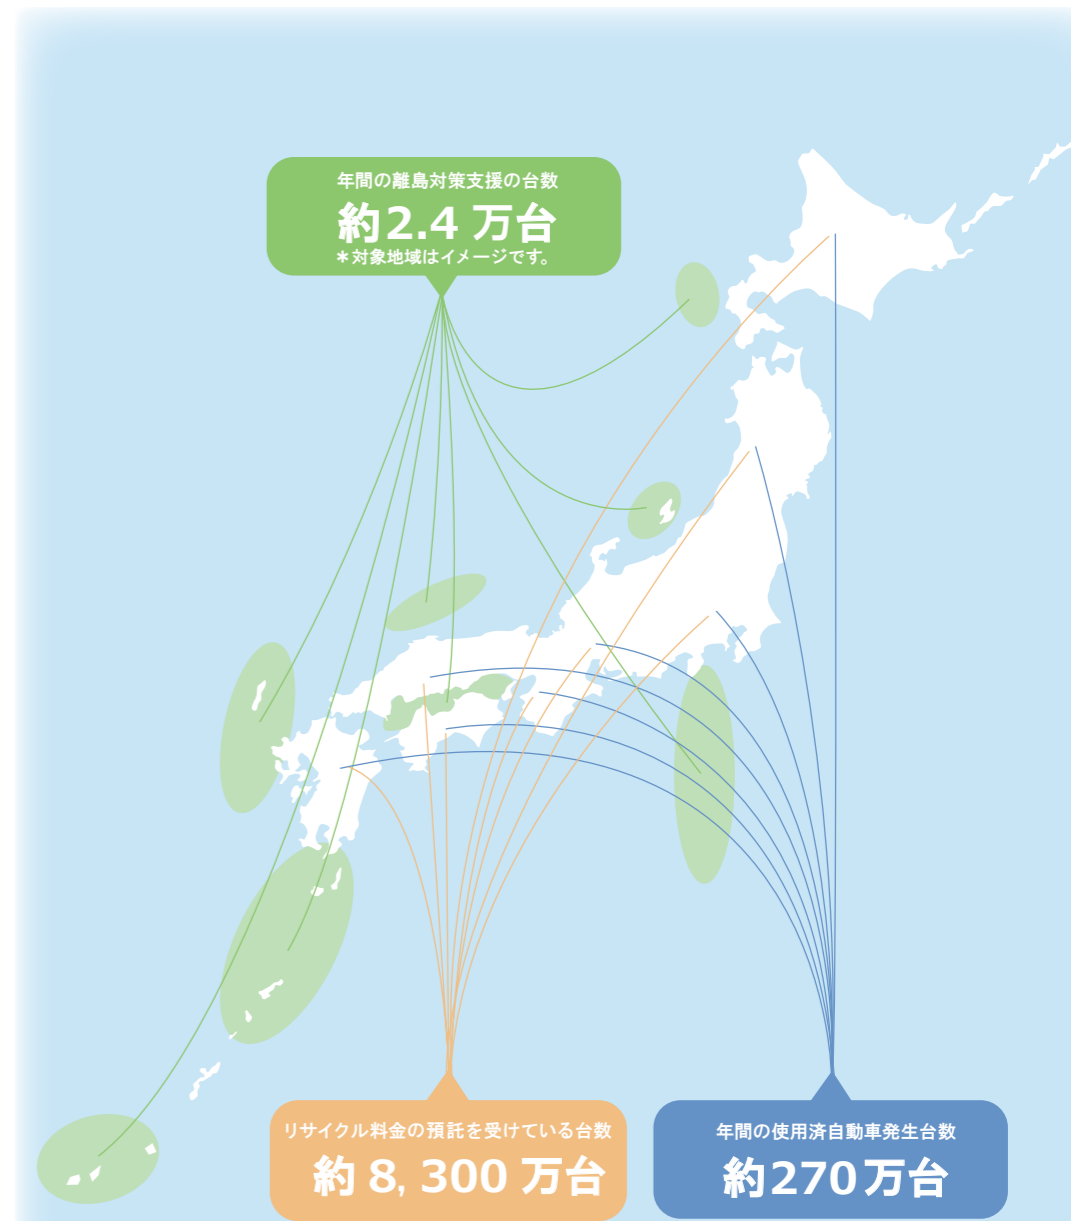 年間の離島対策支援の台数
約2.4 万台
＊対象地域はイメージです。
リサイクル料金の預託を受けている台数
約 8, 300 万台
年間の使用済自動車発生台数
約270万台